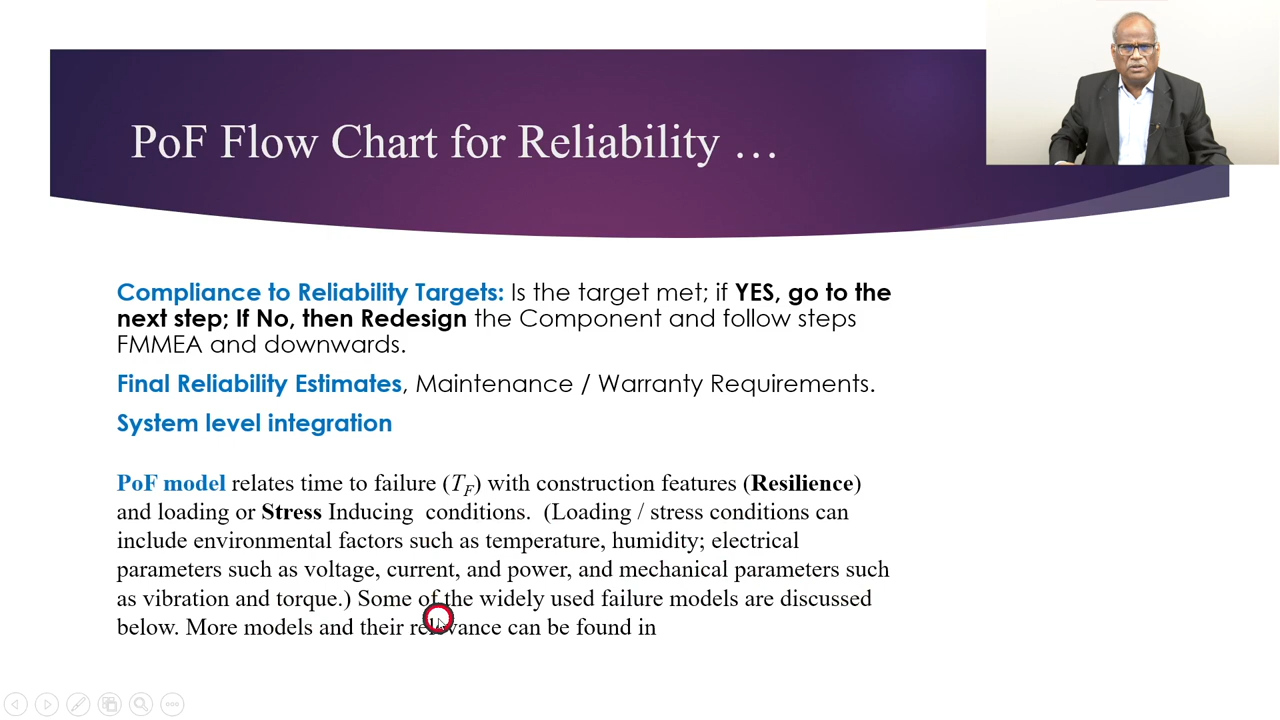 PoF Flow Chart for Reliability …
Compliance to Reliability Targets: Is the target met; if YES, go to the
next step; If No, then Redesign the Component and follow steps
FMMEA and downwards.
Final Reliability Estimates, Maintenance / Warranty Requirements.
System level integration
PoF model relates time to failure (TF) with construction features (Resilience)
and loading or Stress Inducing conditions. (Loading / stress conditions can
include environmental factors such as temperature, humidity; electrical
parameters such as voltage, current, and power, and mechanical parameters such
as vibration and torque.) Some of the widely used failure models are discussed
below. More models and their relevance can be found in